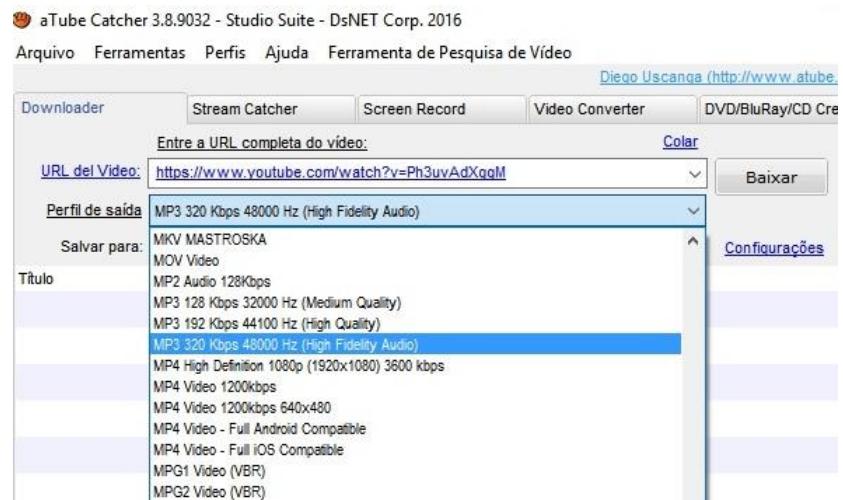 aTube Catcher 3.8.9032 - Studio Suite - DsNET Corp. 2016
Arquivo Ferramentas Perfis Ajuda Ferramenta de Pesquisa de Vídeo
Diego Uscanga (http://www.atube.
Downloader Stream Catcher Screen Record Video Converter DVD/BluRay/CD Cre
Entre a URL completa do vídeo: Colar
URL del Video: https://www.youtube.com/watch?v=Ph3uvAdXqgM Baixar
Perfil de saída MP3 320 Kbps 48000 Hz (High Fidelity Audio)
Salvar para: MKV MASTROSKA
Configurações
MOV Video
Título
MP2 Audio 128Kbps
MP3 128 Kbps 32000 Hz (Medium Quality)
MP3 192 Kbps 44100 Hz (High Quality)
MP3 320 Kbps 48000 Hz (High Fidelity Audio)
MP4 High Definition 1080p (1920x1080) 3600 kbps
MP4 Video 1200kbps
MP4 Video 1200kbps 640x480
MP4 Video - Full Android Compatible
MP4 Video - Full iOS Compatible
MPG1 Video (VBR)
MPG2 Video (VBR)